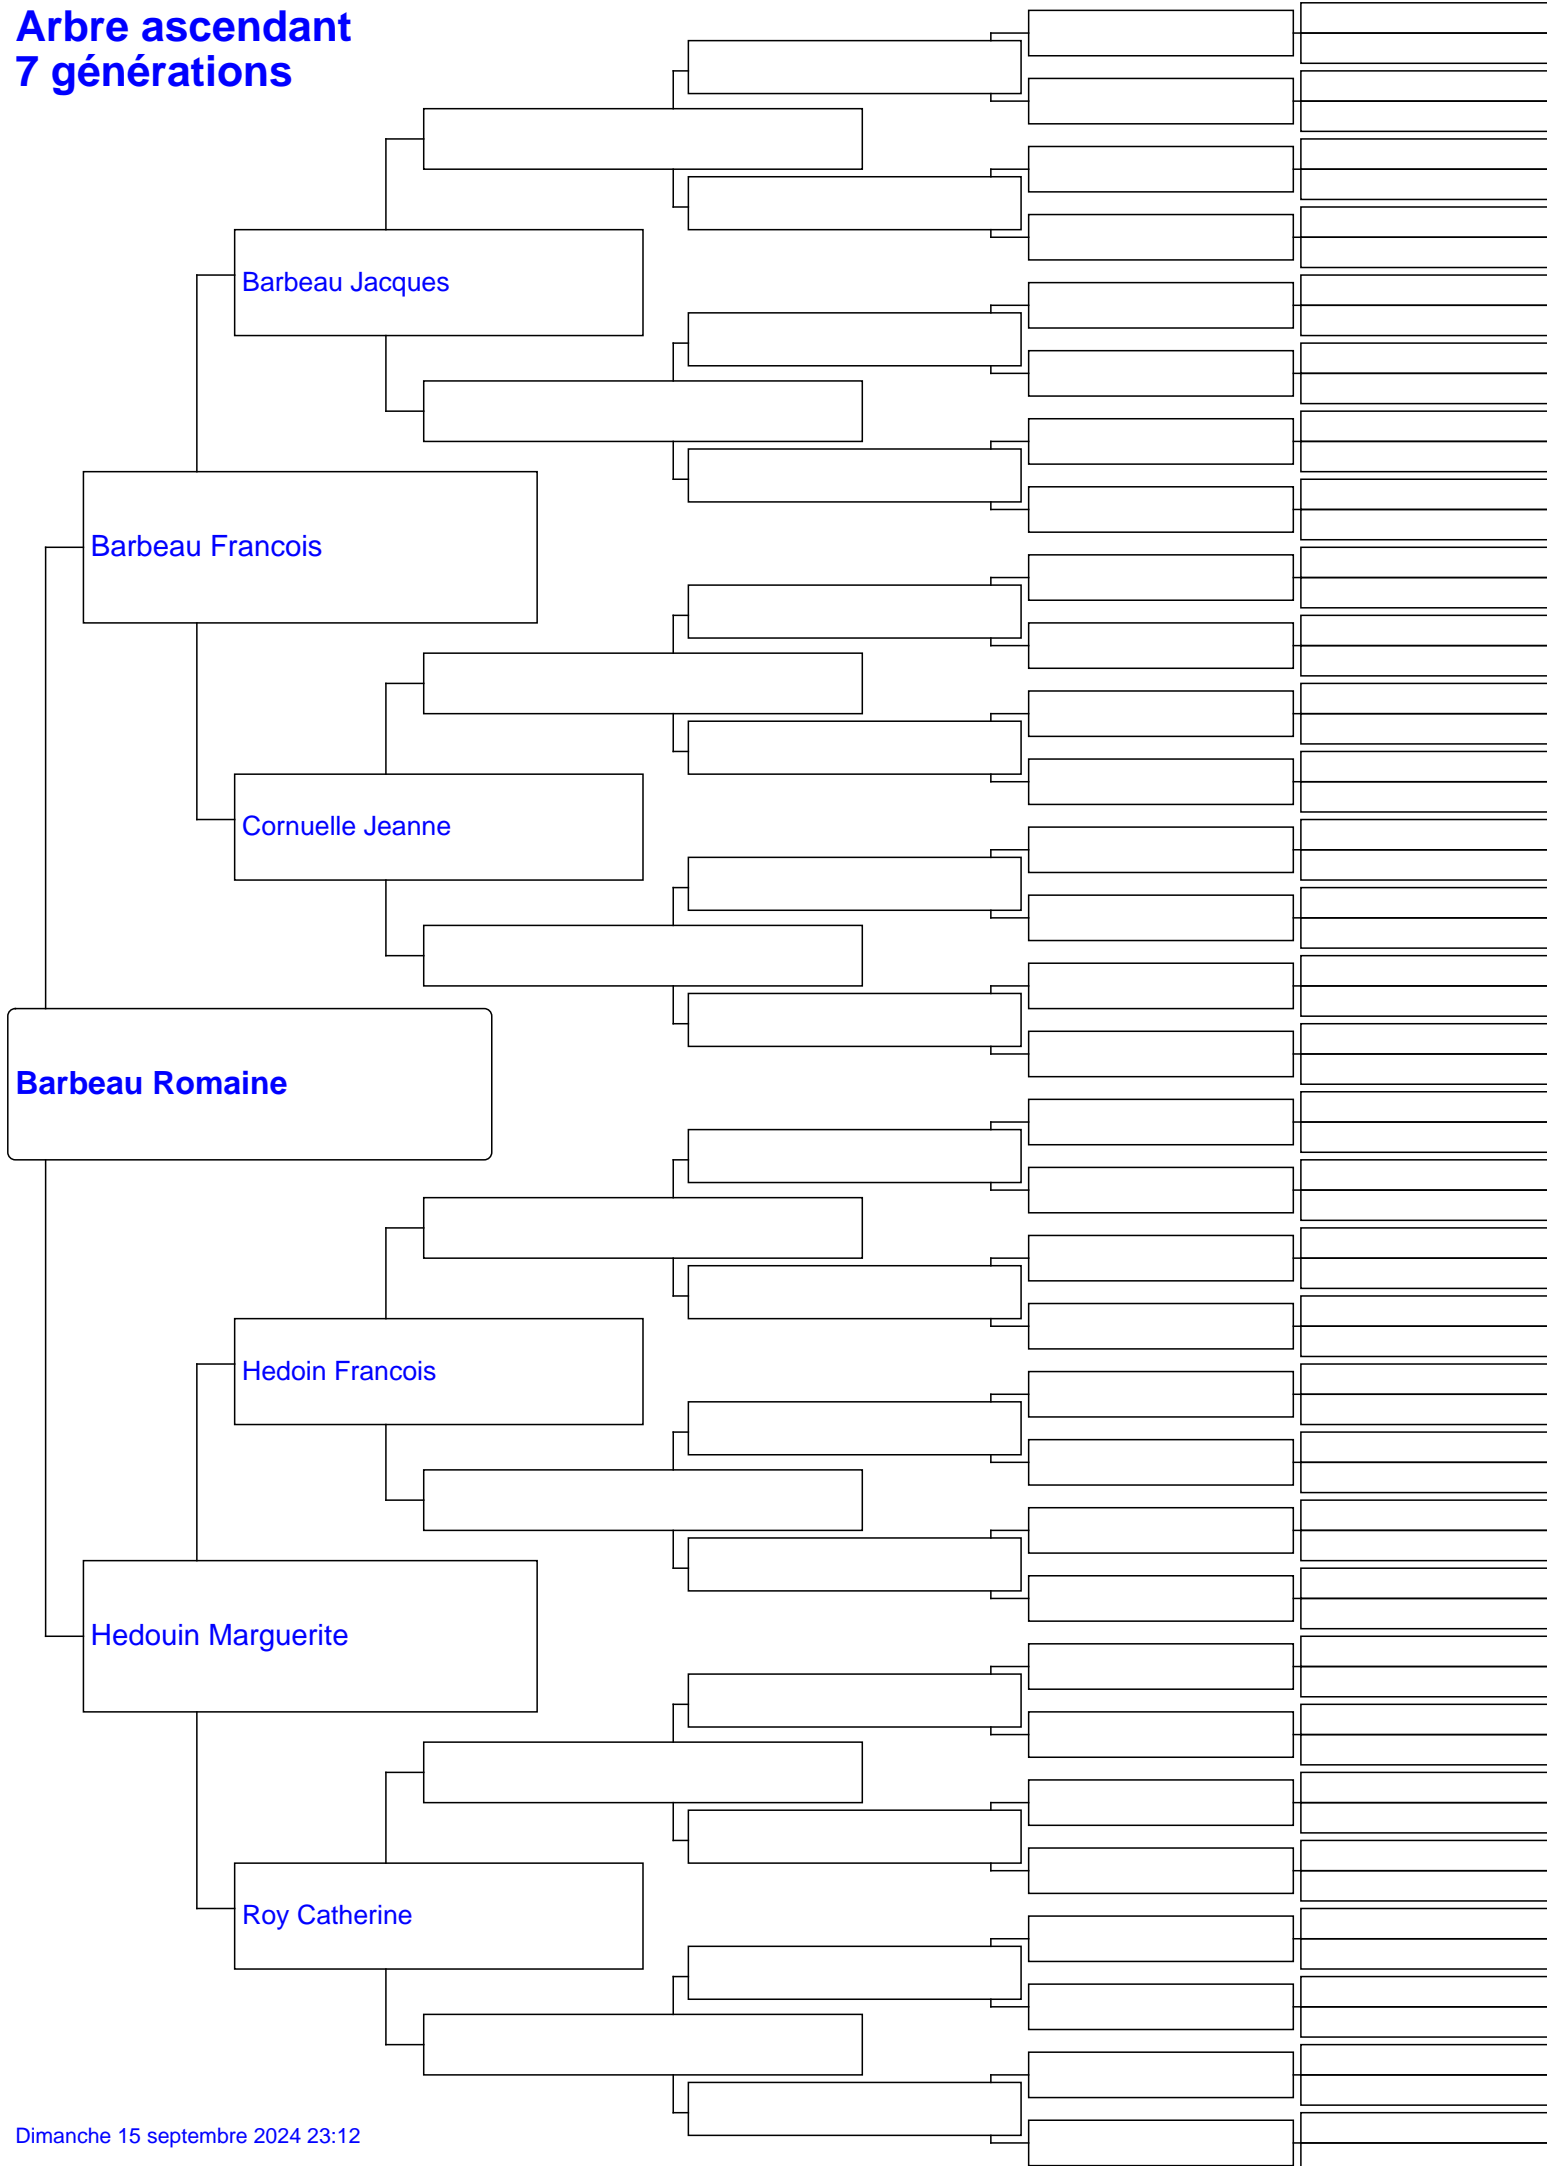 Arbre ascendant
7 générations
Barbeau Jacques
Barbeau Francois
Cornuelle Jeanne
Barbeau Romaine
Hedoin Francois
Hedouin Marguerite
Roy Catherine
Dimanche 15 septembre 2024 23:12